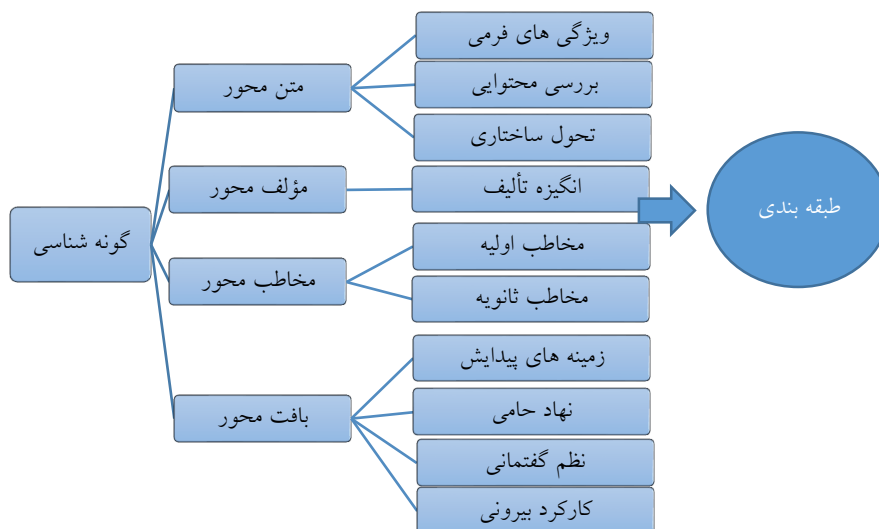 گونه شناسی
متن محور
ویژگی های فرمی
بررسی محتوایی
تحول ساختاری
مؤلف محور
انگیزه تألیف
مخاطب محور
مخاطب اولیه
مخاطب ثانویه
بافت محور
زمینه های پیدایش
نهاد حامی
نظم گفتمانی
کارکرد بیرونی
طبقه بندی